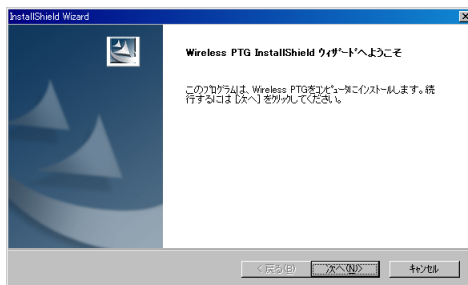 InstallShield Wizard
Wireless PTG InstallShield ｳｨｻﾞｰﾄﾞへようこそ
このﾌﾟﾛｸﾞﾗﾑは、Wireless PTGをｺﾝﾋﾟｭｰﾀにｲﾝｽﾄｰﾙします。続
行するには [次へ] をｸﾘｯｸしてください。
< 戻る(B)
次へ(N)>
ｷｬﾝｾﾙ